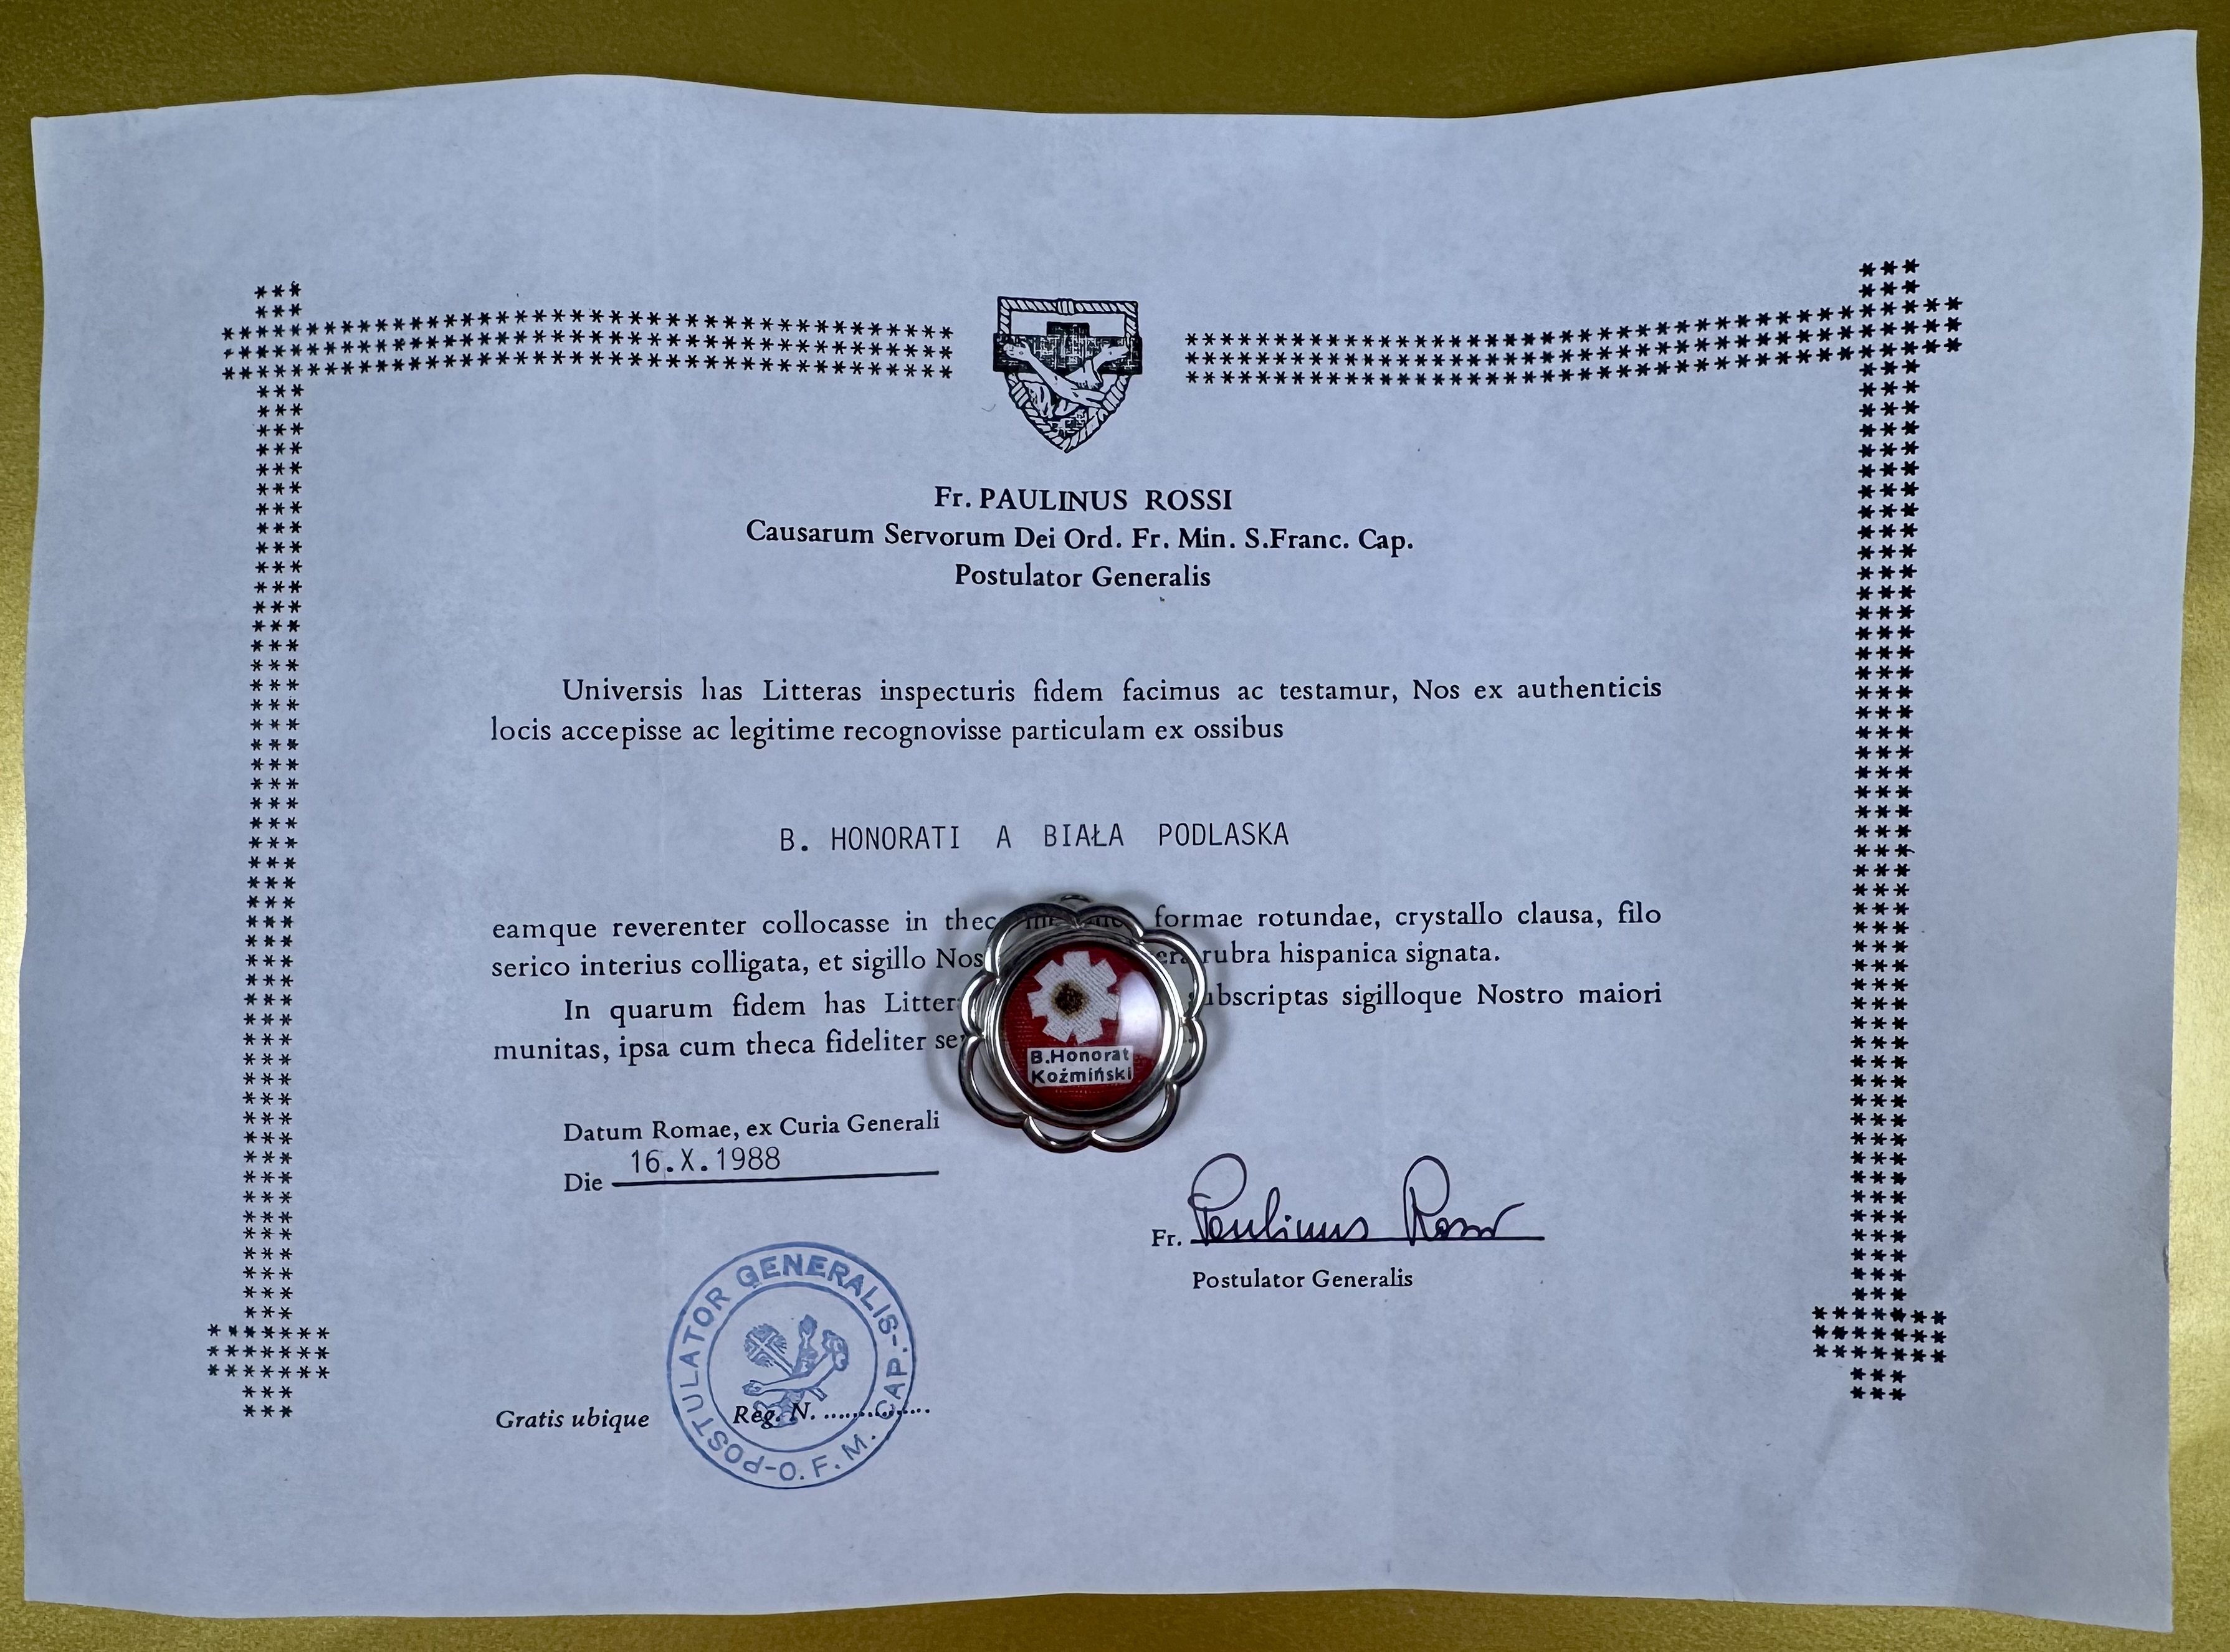 Fr. PAULINUS ROSSI
Causarum Servorum Dei Ord. Fr. Min. S.Franc. Cap.
Postulator Generalis
Universis has Litteras inspecturis fidem facimus ac testamur, Nos ex authenticis
locis accepisse ac legitime recognovisse particulam ex ossibus
B. HONORATI A BIAŁA PODLASKA
eamque reverenter collocasse in formae rotundae, crystallo clausa, filo
serico interius colligata, et sigillo rubra hispanica signata.
In quarum fidem has sigilloque Nostro maiori
munitas, ipsa cum theca fideliter
B.Honorat
Koźmiński
Datum Romae, ex Curia Generali
Die 16.X.1988
Fr. Paulinus Rossi
Postulator Generalis
POSTULATOR GENERALIS - O.F.M. CAP.
Gratis ubique Reg. N. ................